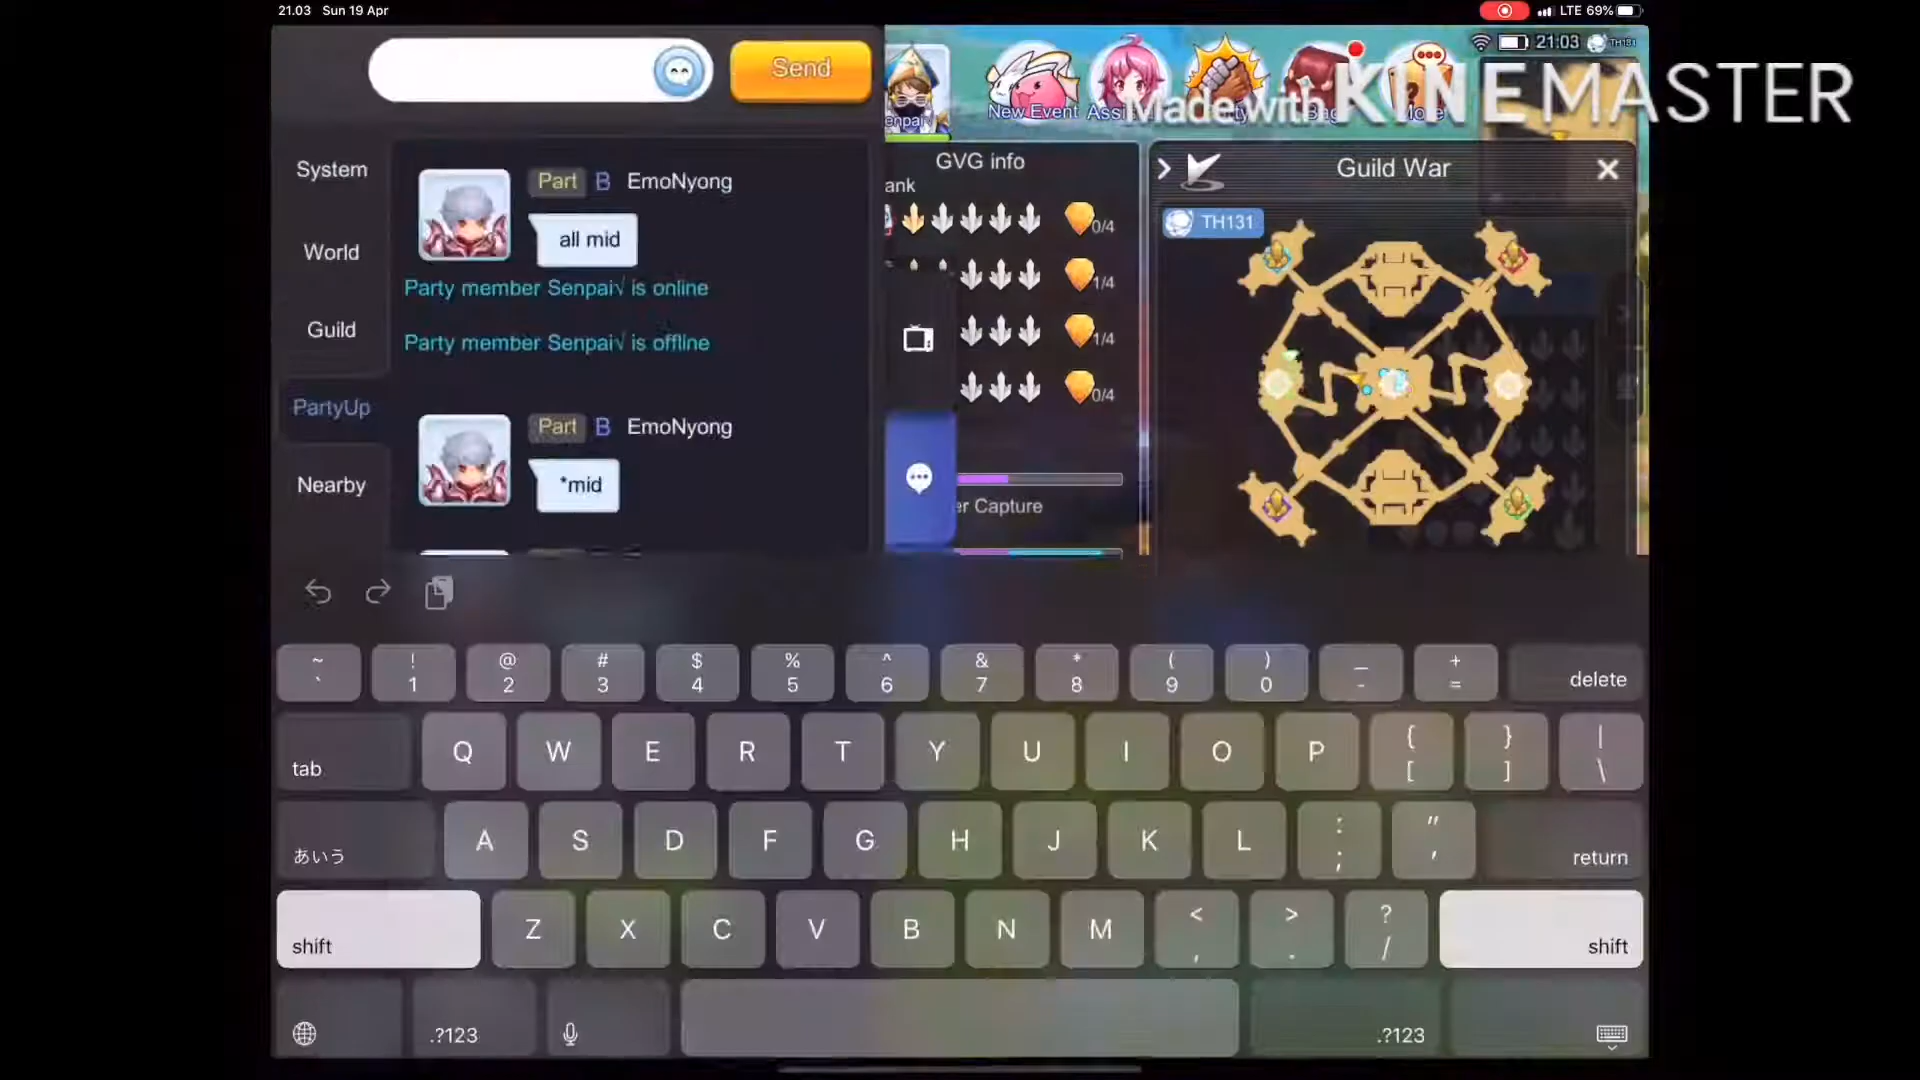 21.03 Sun 19 Apr
LTE 69%
Send
21:03 TH131
New Event
Made with KINEMASTER
System
World
Guild
PartyUp
Nearby
Part B EmoNyong
all mid
Party member Senpai√ is online
Party member Senpai√ is offline
Part B EmoNyong
*mid
GVG info
ank
0/4
1/4
1/4
0/4
er Capture
Guild War
TH131
~ ! @ # $ % ^ & * ( ) _ +
` 1 2 3 4 5 6 7 8 9 0 - = delete
tab Q W E R T Y U I O P { [ } ] | \
あいう A S D F G H J K L : ; " ' return
shift Z X C V B N M < , > . ? / shift
.?123 .?123